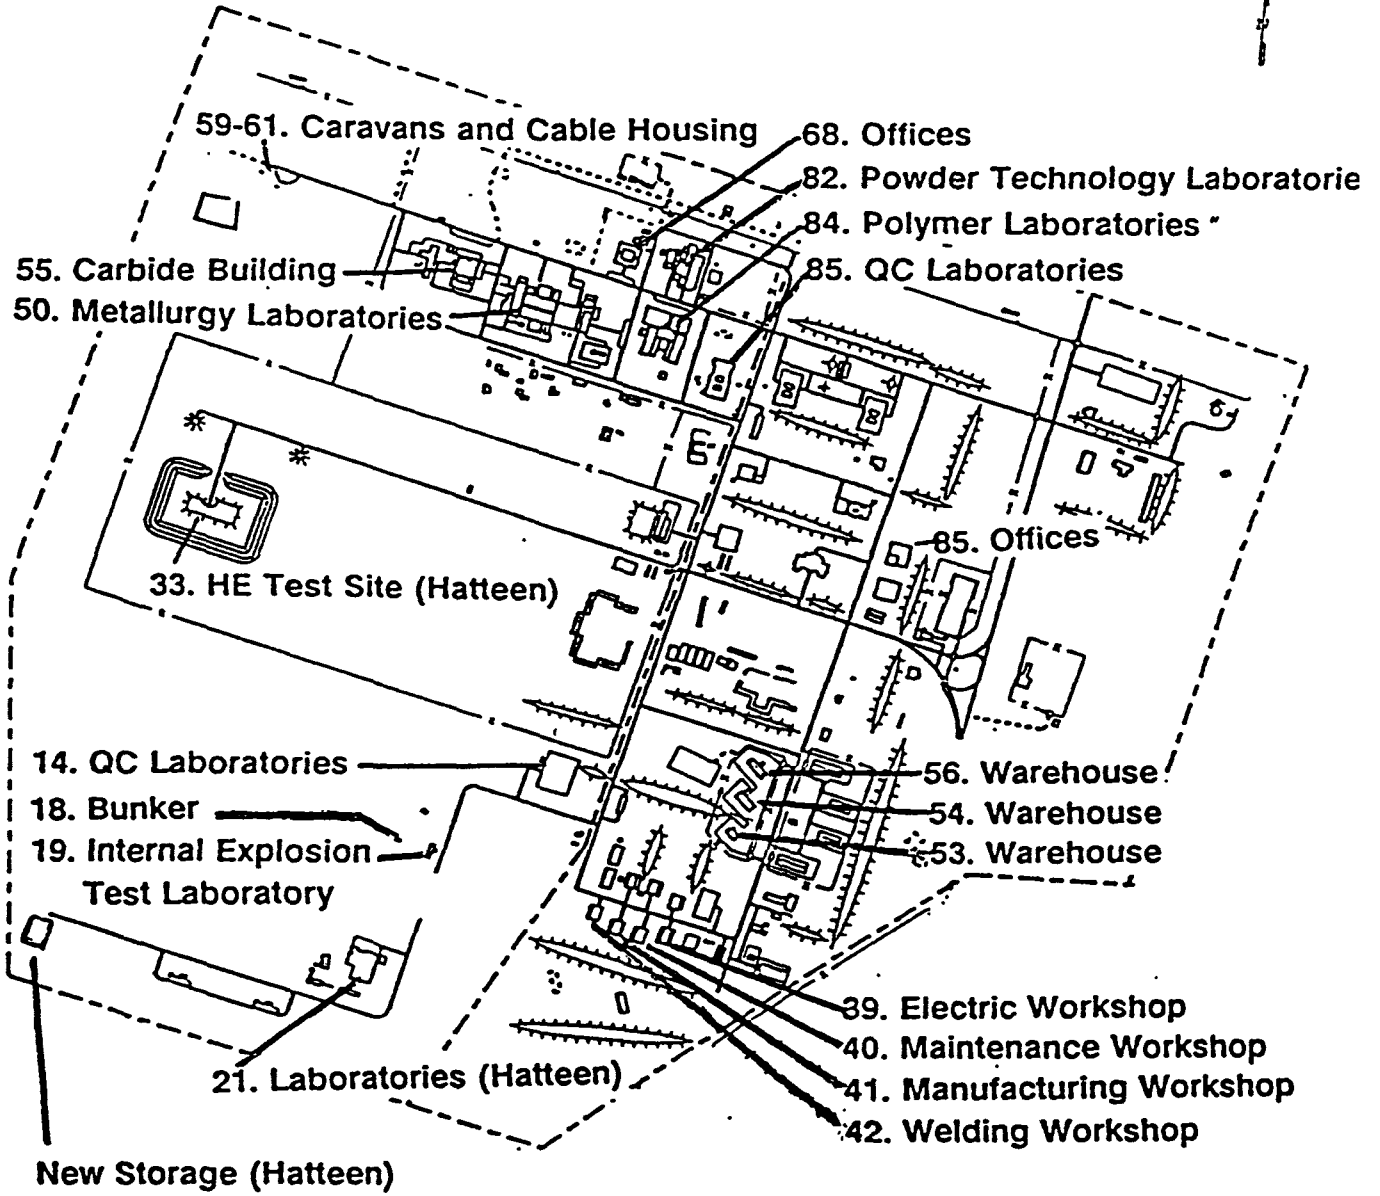 59-61. Caravans and Cable Housing
68. Offices
82. Powder Technology Laboratorie
84. Polymer Laboratories
55. Carbide Building
85. QC Laboratories
50. Metallurgy Laboratories
85. Offices
33. HE Test Site (Hatteen)
14. QC Laboratories
56. Warehouse
18. Bunker
54. Warehouse
19. Internal Explosion
Test Laboratory
53. Warehouse
39. Electric Workshop
40. Maintenance Workshop
21. Laboratories (Hatteen)
41. Manufacturing Workshop
42. Welding Workshop
New Storage (Hatteen)